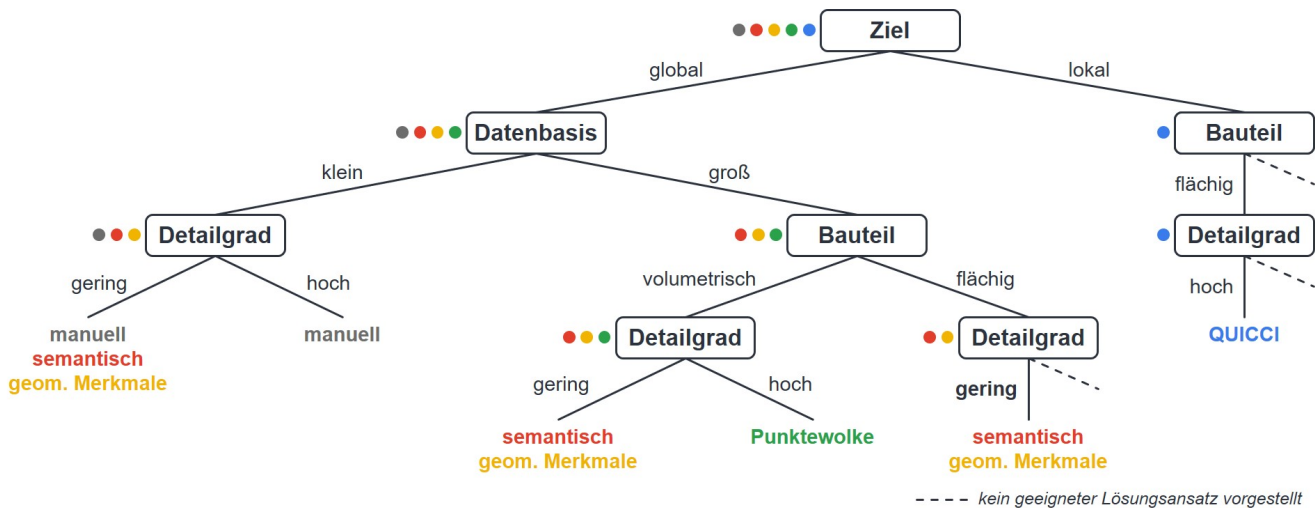 Ziel
global
lokal
Datenbasis
Bauteil
klein
groß
flächig
Detailgrad
Bauteil
Detailgrad
gering
hoch
volumetrisch
flächig
hoch
manuell
semantisch
geom. Merkmale
manuell
Detailgrad
Detailgrad
QUICCI
gering
hoch
gering
semantisch
geom. Merkmale
Punktewolke
semantisch
geom. Merkmale
kein geeigneter Lösungsansatz vorgestellt